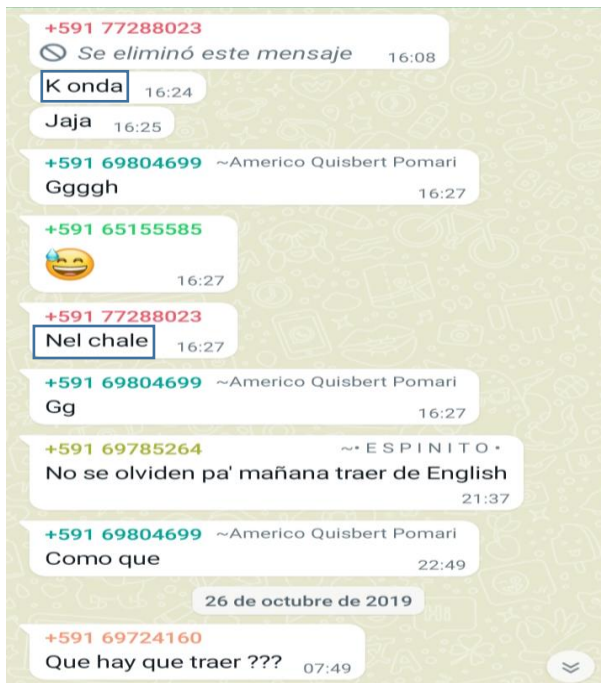 +591 77288023
Se eliminó este mensaje 16:08
K onda 16:24
Jaja 16:25
+591 69804699 ~Americo Quisbert Pomari
Ggggh 16:27
+591 65155585
😅
16:27
+591 77288023
Nel chale 16:27
+591 69804699 ~Americo Quisbert Pomari
Gg 16:27
+591 69785264 ~• E S P I N I T O •
No se olviden pa' mañana traer de English
21:37
+591 69804699 ~Americo Quisbert Pomari
Como que 22:49
26 de octubre de 2019
+591 69724160
Que hay que traer ??? 07:49